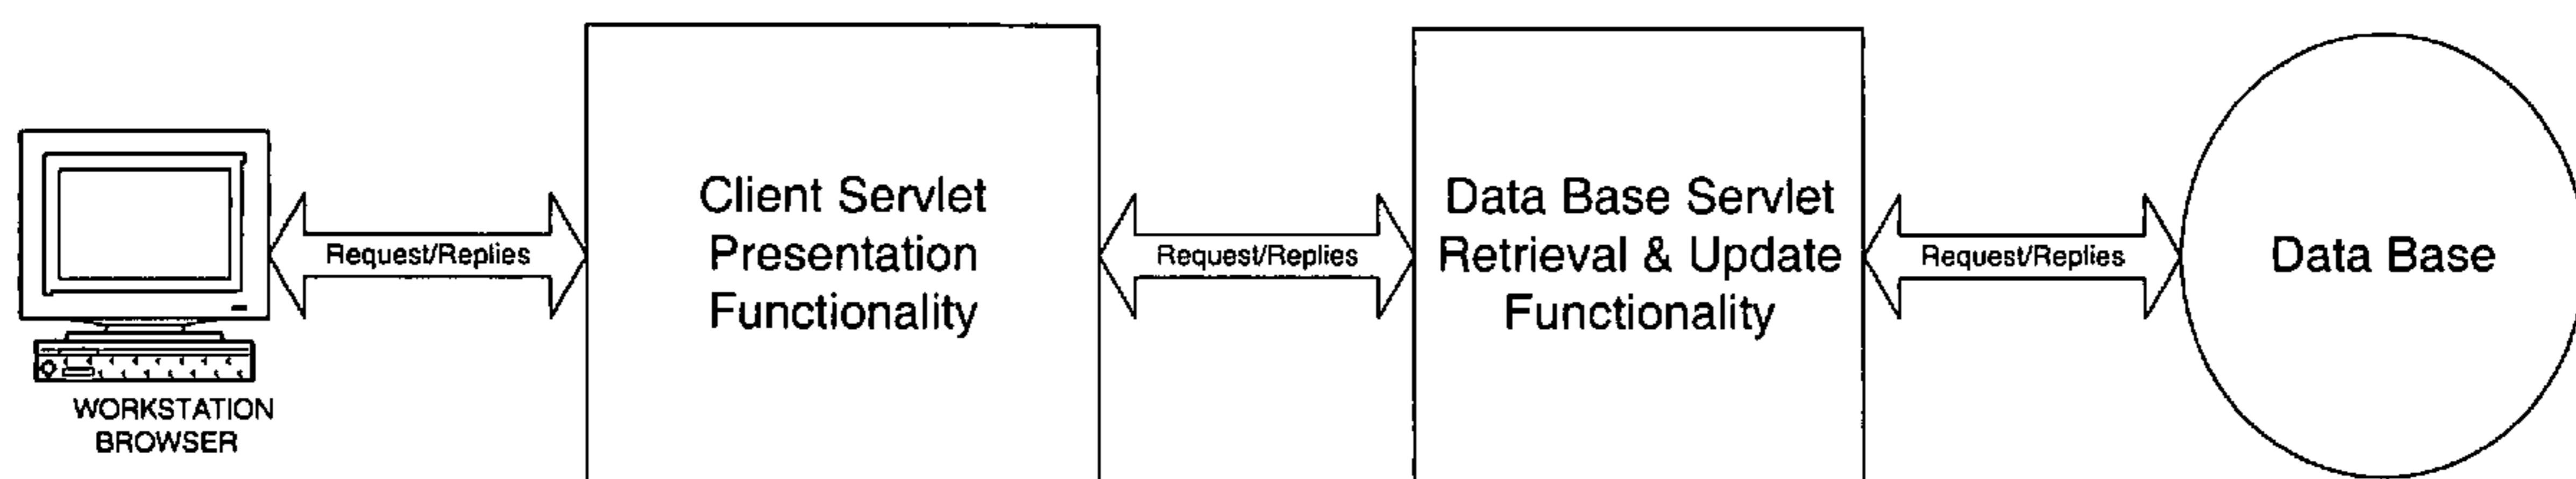 WORKSTATION
BROWSER
Request/Replies
Client Servlet
Presentation
Functionality
Request/Replies
Data Base Servlet
Retrieval & Update
Functionality
Request/Replies
Data Base